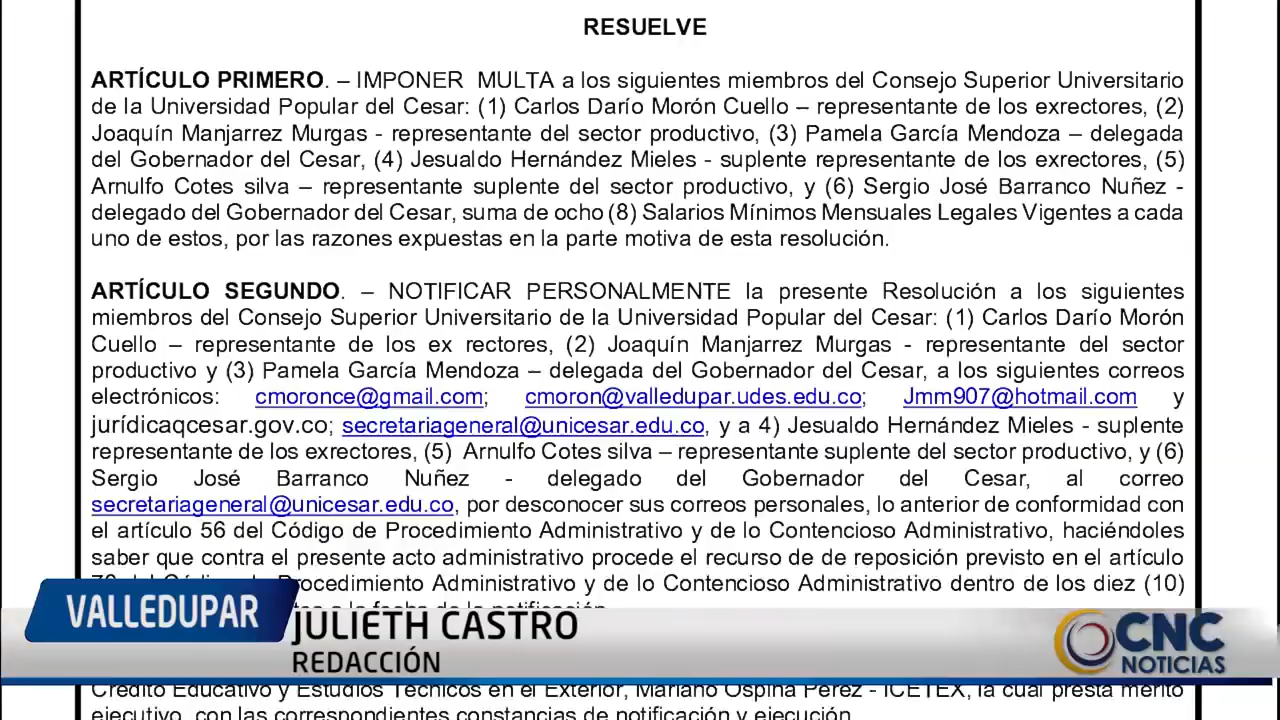 RESUELVE
ARTÍCULO PRIMERO. – IMPONER MULTA a los siguientes miembros del Consejo Superior Universitario
de la Universidad Popular del Cesar: (1) Carlos Darío Morón Cuello – representante de los exrectores, (2)
Joaquín Manjarrez Murgas - representante del sector productivo, (3) Pamela García Mendoza – delegada
del Gobernador del Cesar, (4) Jesualdo Hernández Mieles - suplente representante de los exrectores, (5)
Arnulfo Cotes silva – representante suplente del sector productivo, y (6) Sergio José Barranco Nuñez -
delegado del Gobernador del Cesar, suma de ocho (8) Salarios Mínimos Mensuales Legales Vigentes a cada
uno de estos, por las razones expuestas en la parte motiva de esta resolución.
ARTÍCULO SEGUNDO. – NOTIFICAR PERSONALMENTE la presente Resolución a los siguientes
miembros del Consejo Superior Universitario de la Universidad Popular del Cesar: (1) Carlos Darío Morón
Cuello – representante de los ex rectores, (2) Joaquín Manjarrez Murgas - representante del sector
productivo y (3) Pamela García Mendoza – delegada del Gobernador del Cesar, a los siguientes correos
electrónicos: cmoronce@gmail.com; cmoron@valledupar.udes.edu.co; Jmm907@hotmail.com y
jurídicaqcesar.gov.co; secretariageneral@unicesar.edu.co, y a 4) Jesualdo Hernández Mieles - suplente
representante de los exrectores, (5) Arnulfo Cotes silva – representante suplente del sector productivo, y (6)
Sergio José Barranco Nuñez - delegado del Gobernador del Cesar, al correo
secretariageneral@unicesar.edu.co, por desconocer sus correos personales, lo anterior de conformidad con
el artículo 56 del Código de Procedimiento Administrativo y de lo Contencioso Administrativo, haciéndoles
saber que contra el presente acto administrativo procede el recurso de de reposición previsto en el artículo
Procedimiento Administrativo y de lo Contencioso Administrativo dentro de los diez (10)
a la fecha de la notificación.
VALLEDUPAR
JULIETH CASTRO
REDACCIÓN
CNC
NOTICIAS
Crédito Educativo y Estudios Técnicos en el Exterior, Mariano Ospina Pérez - ICETEX, la cual presta mérito
ejecutivo, con las correspondientes constancias de notificación y ejecución.